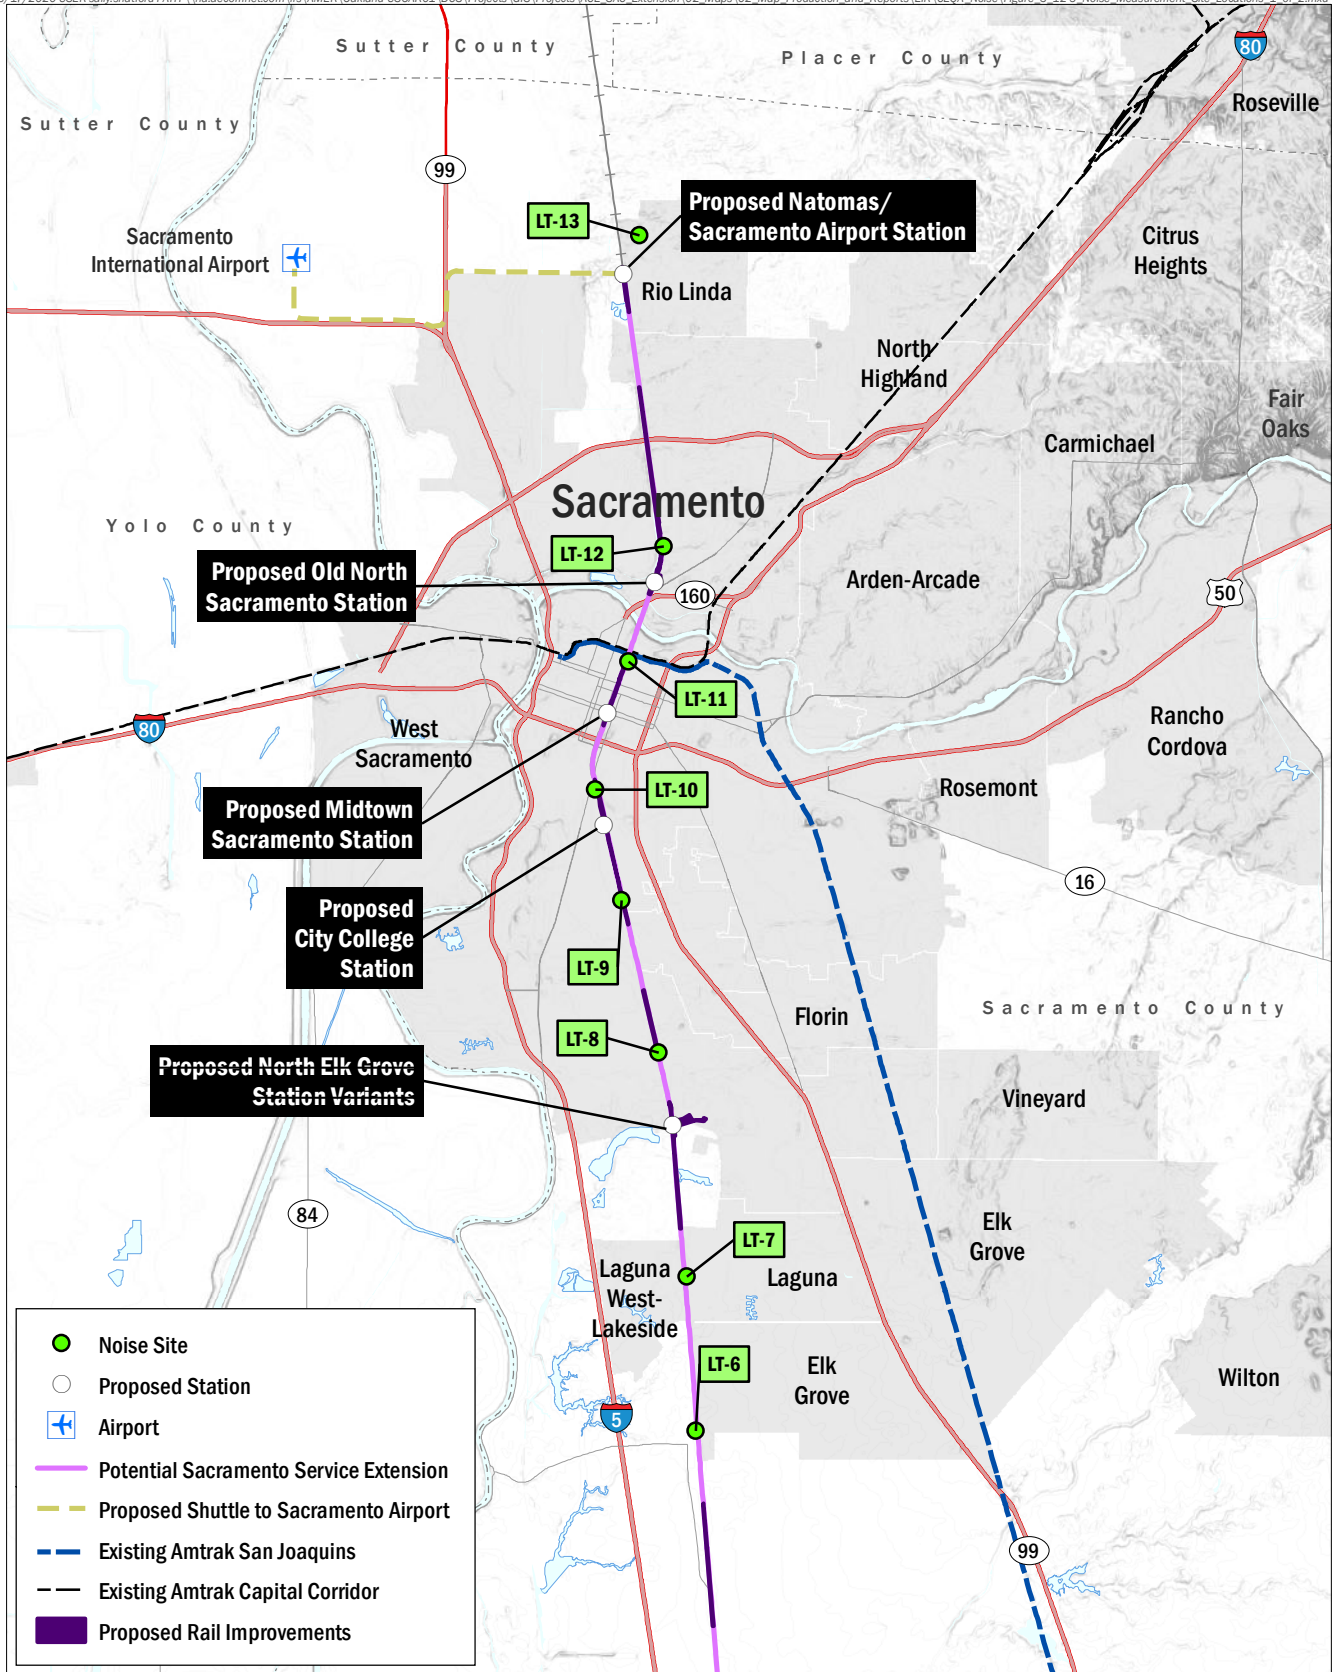 Sutter County
Placer County
80
Roseville
Sutter County
99
LT-13
Proposed Natomas/
Sacramento Airport Station
Sacramento
International Airport
Citrus
Heights
Rio Linda
North
Highland
Fair
Oaks
Carmichael
Sacramento
Yolo County
LT-12
Proposed Old North
Sacramento Station
160
Arden-Arcade
50
LT-11
80
West
Sacramento
Rancho
Cordova
LT-10
Rosemont
Proposed Midtown
Sacramento Station
16
Proposed
City College
Station
LT-9
Sacramento County
Florin
LT-8
Proposed North Elk Grove
Station Variants
Vineyard
84
Elk
Grove
LT-7
Laguna
West-
Lakeside
Laguna
LT-6
Elk
Grove
Wilton
5
99
Noise Site
Proposed Station
Airport
Potential Sacramento Service Extension
Proposed Shuttle to Sacramento Airport
Existing Amtrak San Joaquins
Existing Amtrak Capital Corridor
Proposed Rail Improvements